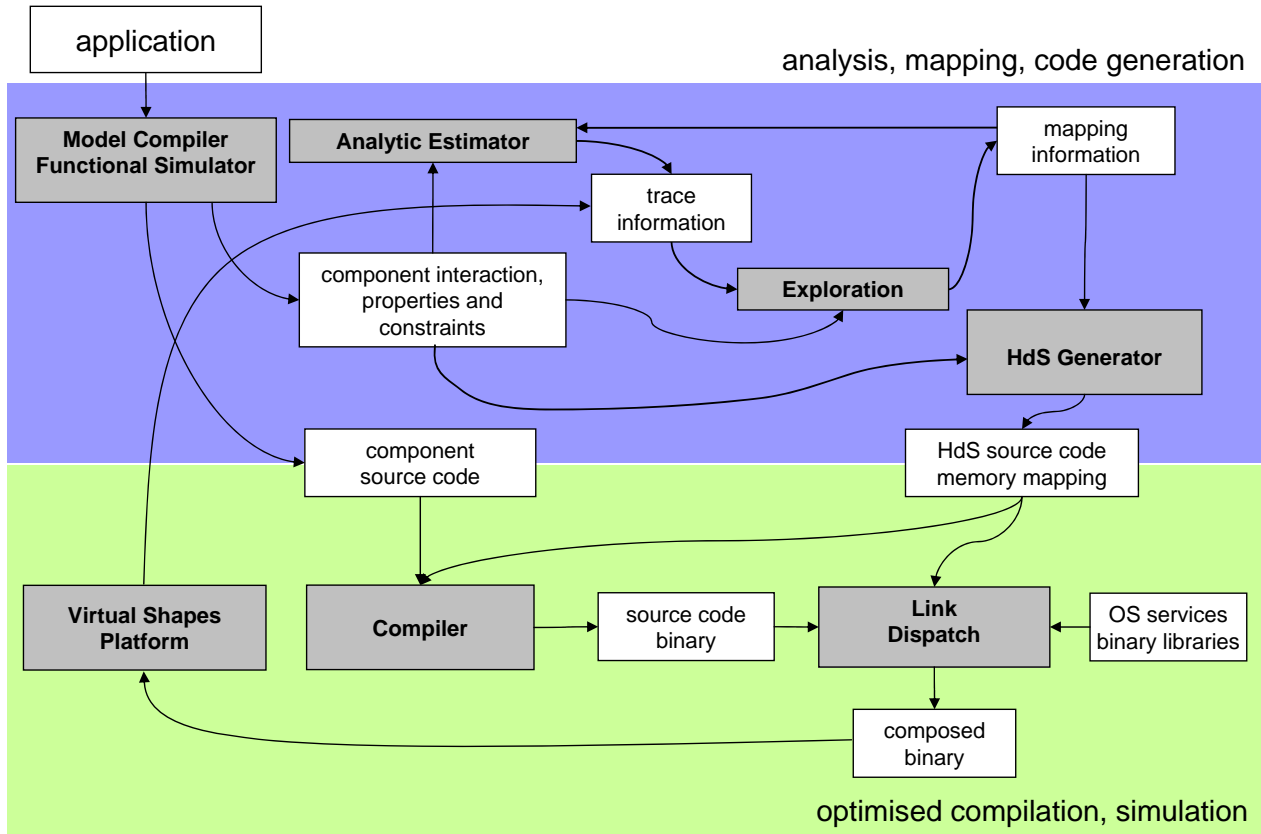 application
analysis, mapping, code generation
Model Compiler
Functional Simulator
Analytic Estimator
mapping
information
trace
information
component interaction,
properties and
constraints
Exploration
HdS Generator
component
source code
HdS source code
memory mapping
Virtual Shapes
Platform
Compiler
source code
binary
Link
Dispatch
OS services
binary libraries
composed
binary
optimised compilation, simulation